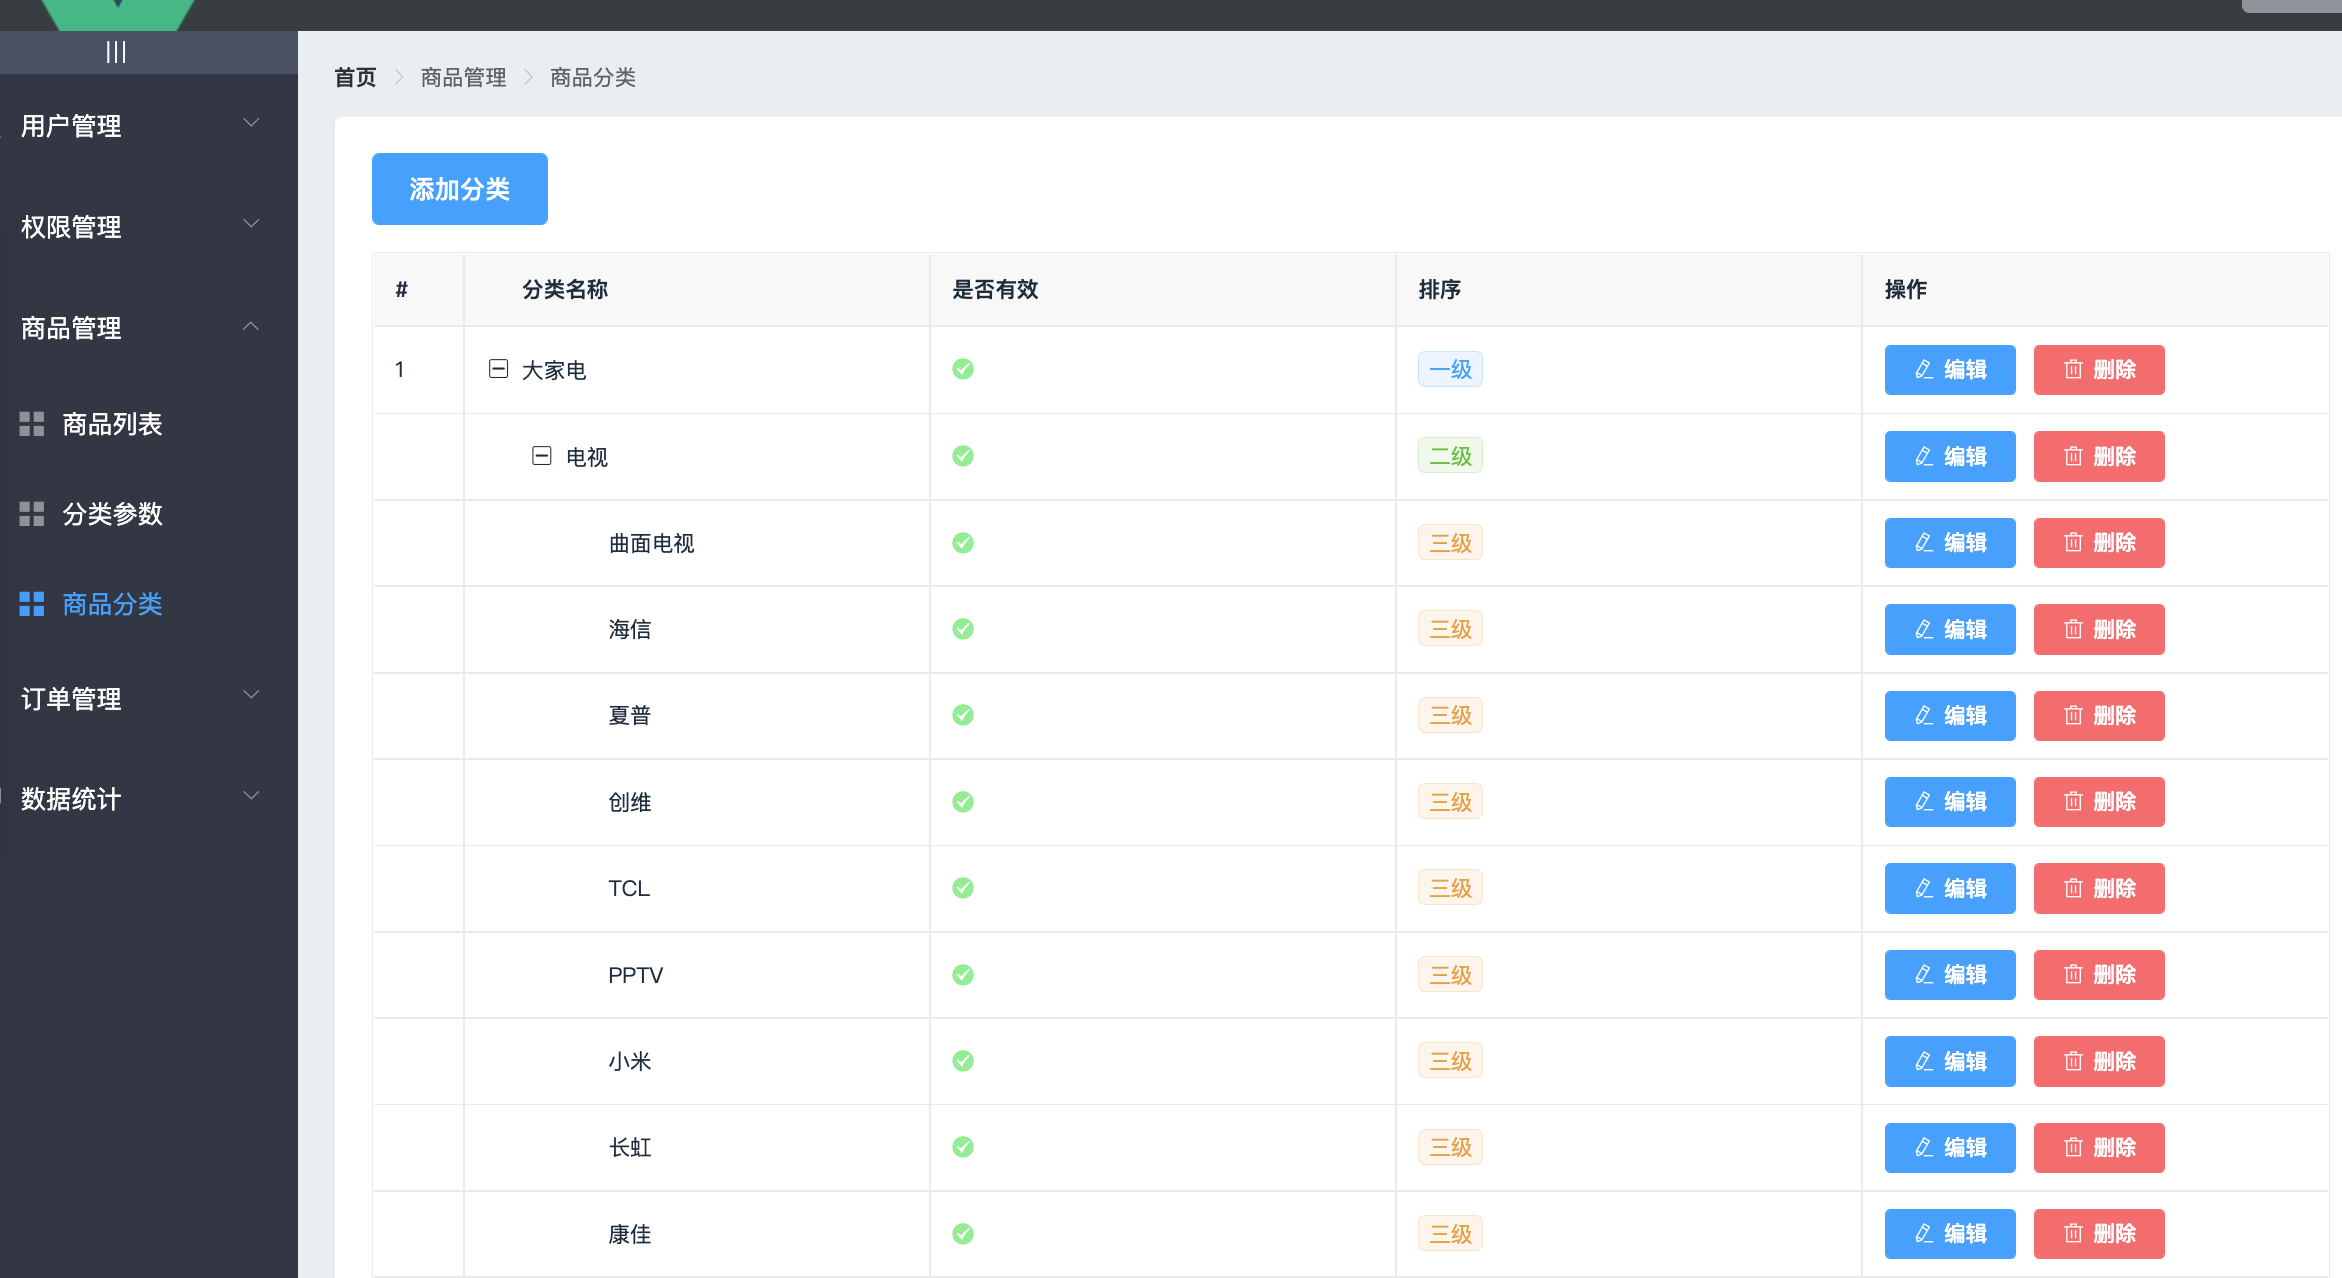 |||
首页 > 商品管理 > 商品分类
用户管理
权限管理
商品管理
商品列表
分类参数
商品分类
订单管理
数据统计
添加分类
# 分类名称 是否有效 排序 操作
1 大家电 一级 编辑 删除
电视 二级 编辑 删除
曲面电视 三级 编辑 删除
海信 三级 编辑 删除
夏普 三级 编辑 删除
创维 三级 编辑 删除
TCL 三级 编辑 删除
PPTV 三级 编辑 删除
小米 三级 编辑 删除
长虹 三级 编辑 删除
康佳 三级 编辑 删除